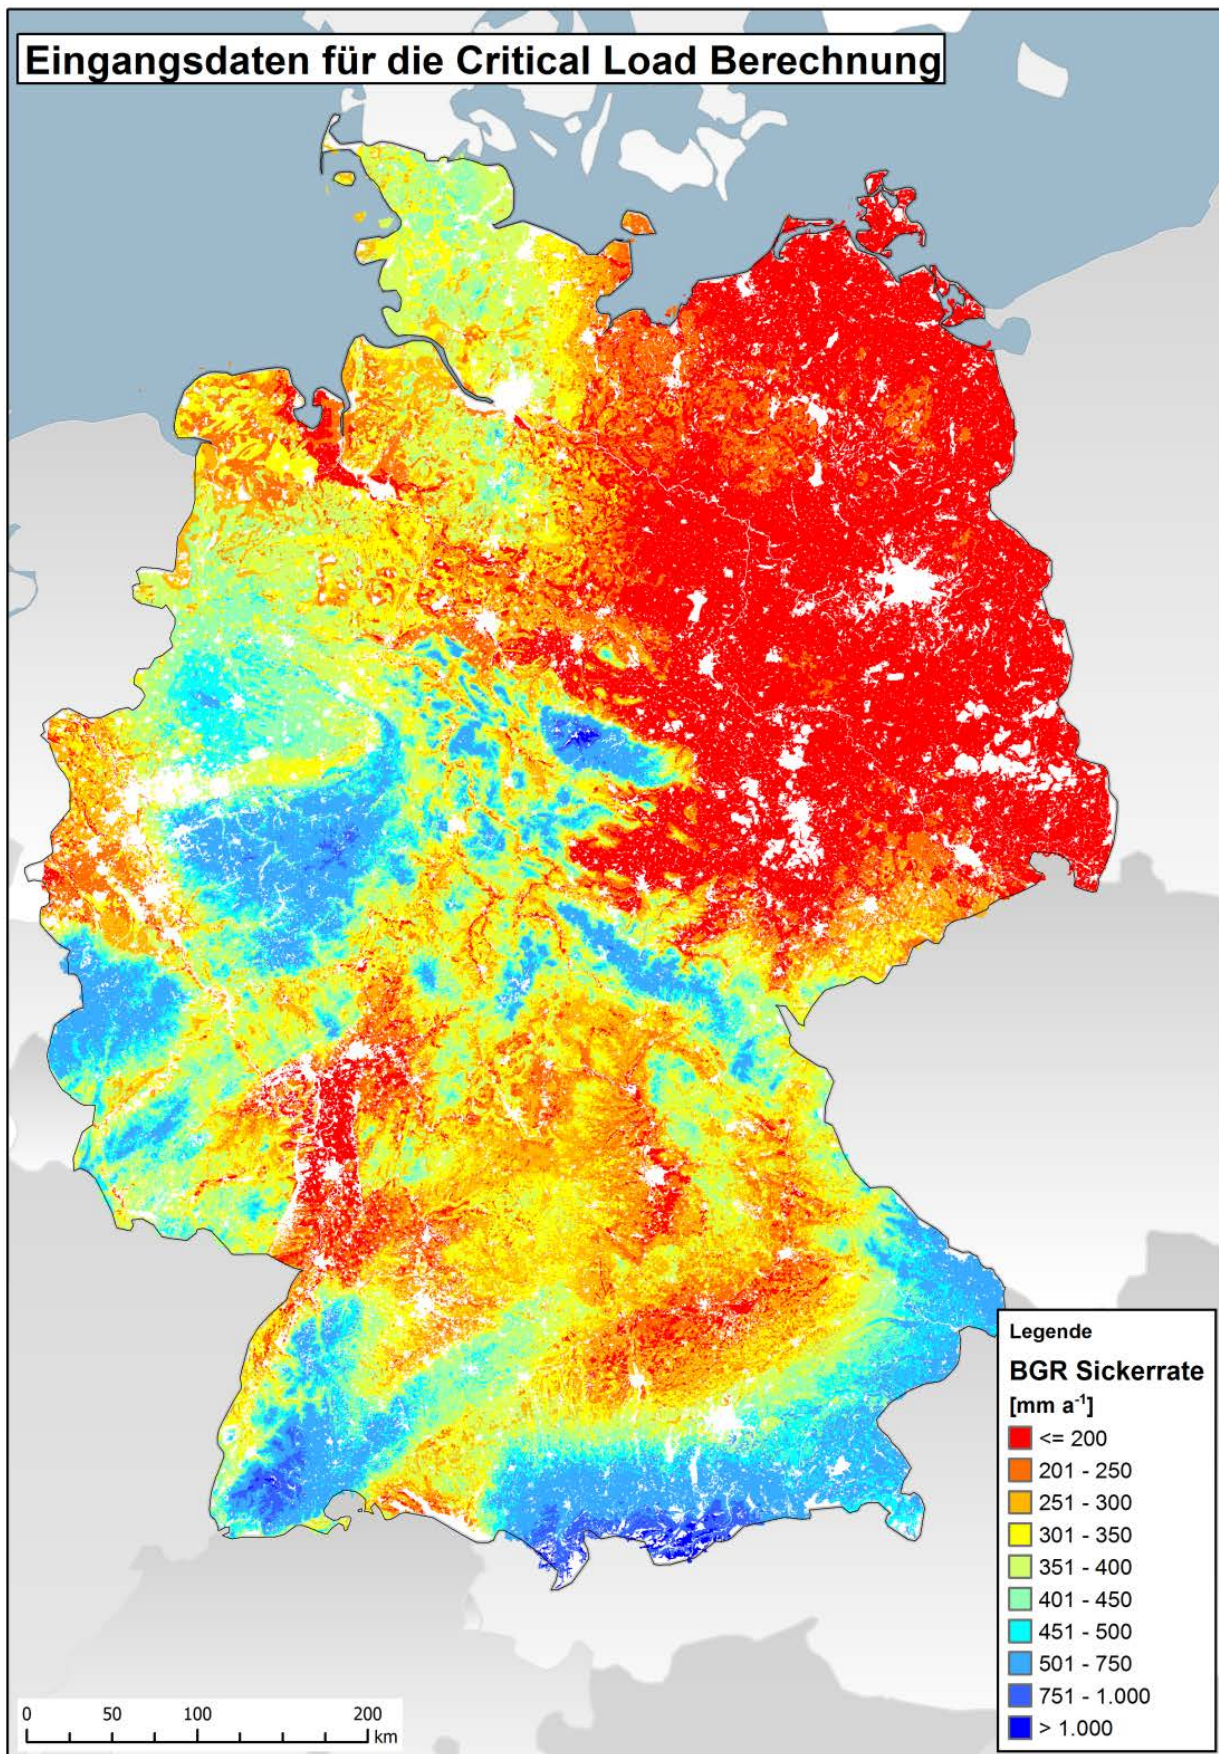 Eingangsdaten für die Critical Load Berechnung
Legende
BGR Sickerrate
[mm a⁻¹]
<= 200
201 - 250
251 - 300
301 - 350
351 - 400
401 - 450
451 - 500
501 - 750
751 - 1.000
> 1.000
0 50 100 200
km